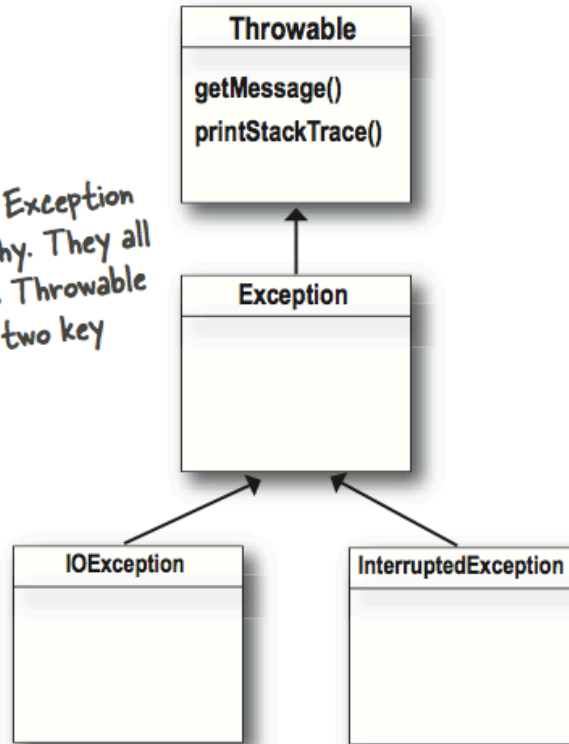 Throwable
getMessage()
printStackTrace()
Exception
hy. They all
Throwable
two key
Exception
IOException
InterruptedException